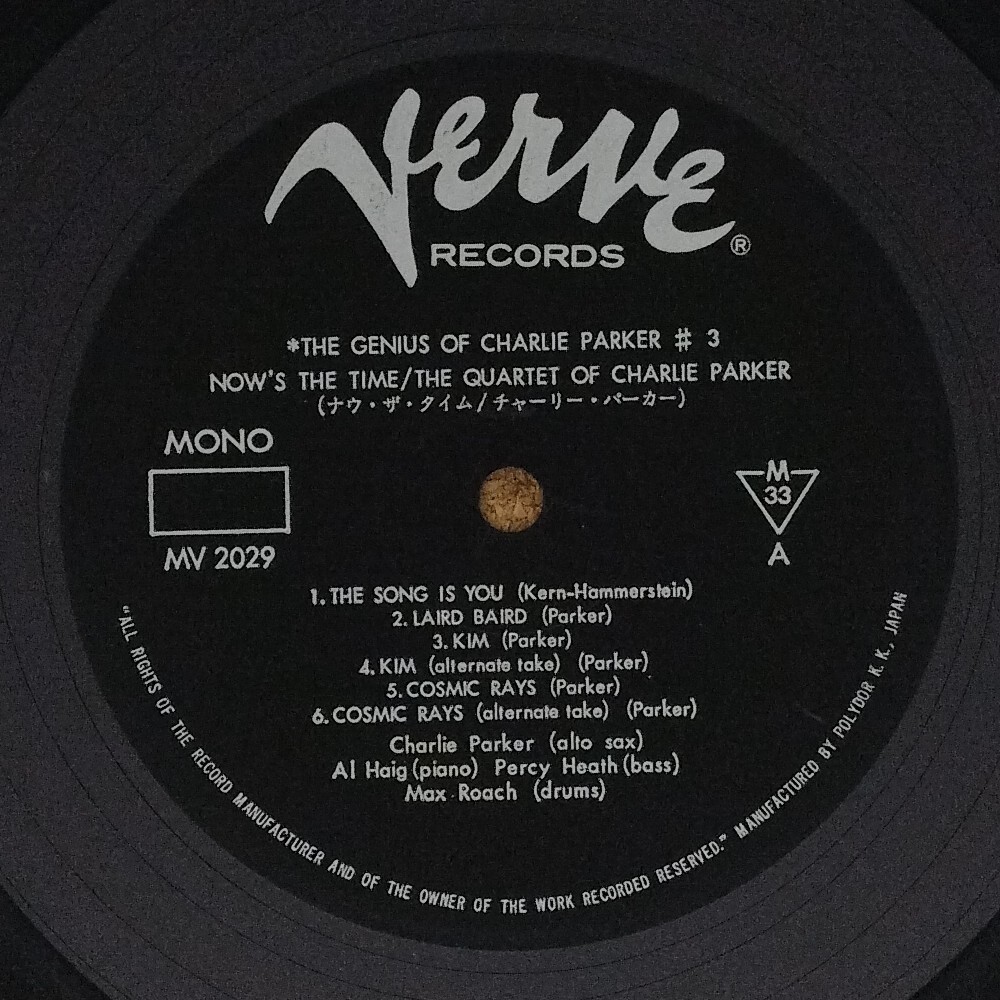 Verve
RECORDS ®
*THE GENIUS OF CHARLIE PARKER # 3
NOW'S THE TIME/THE QUARTET OF CHARLIE PARKER
(ナウ・ザ・タイム/チャーリー・パーカー)
MONO
MV 2029
M
33
A
1. THE SONG IS YOU (Kern-Hammerstein)
2. LAIRD BAIRD (Parker)
3. KIM (Parker)
4. KIM (alternate take) (Parker)
5. COSMIC RAYS (Parker)
6. COSMIC RAYS (alternate take) (Parker)
Charlie Parker (alto sax)
Al Haig (piano) Percy Heath (bass)
Max Roach (drums)
"ALL RIGHTS OF THE RECORD MANUFACTURER AND OF THE OWNER OF THE WORK RECORDED RESERVED." MANUFACTURED BY POLYDOR K. K., JAPAN